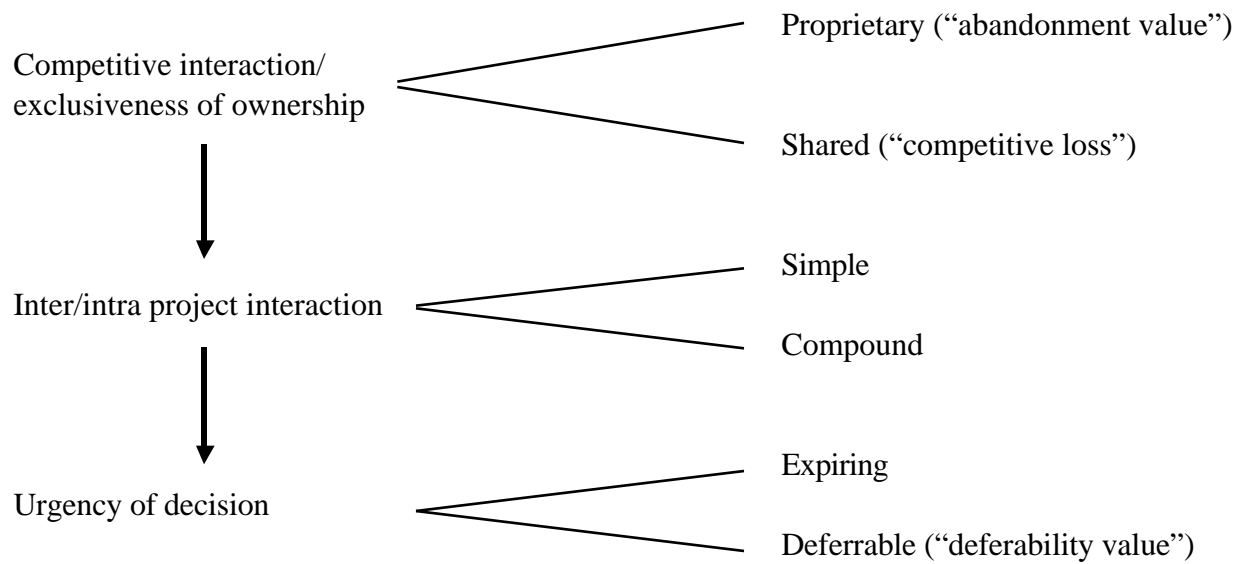 Proprietary (“abandonment value”)
Competitive interaction/
exclusiveness of ownership
Shared (“competitive loss”)
Simple
Inter/intra project interaction
Compound
Expiring
Urgency of decision
Deferrable (“deferability value”)